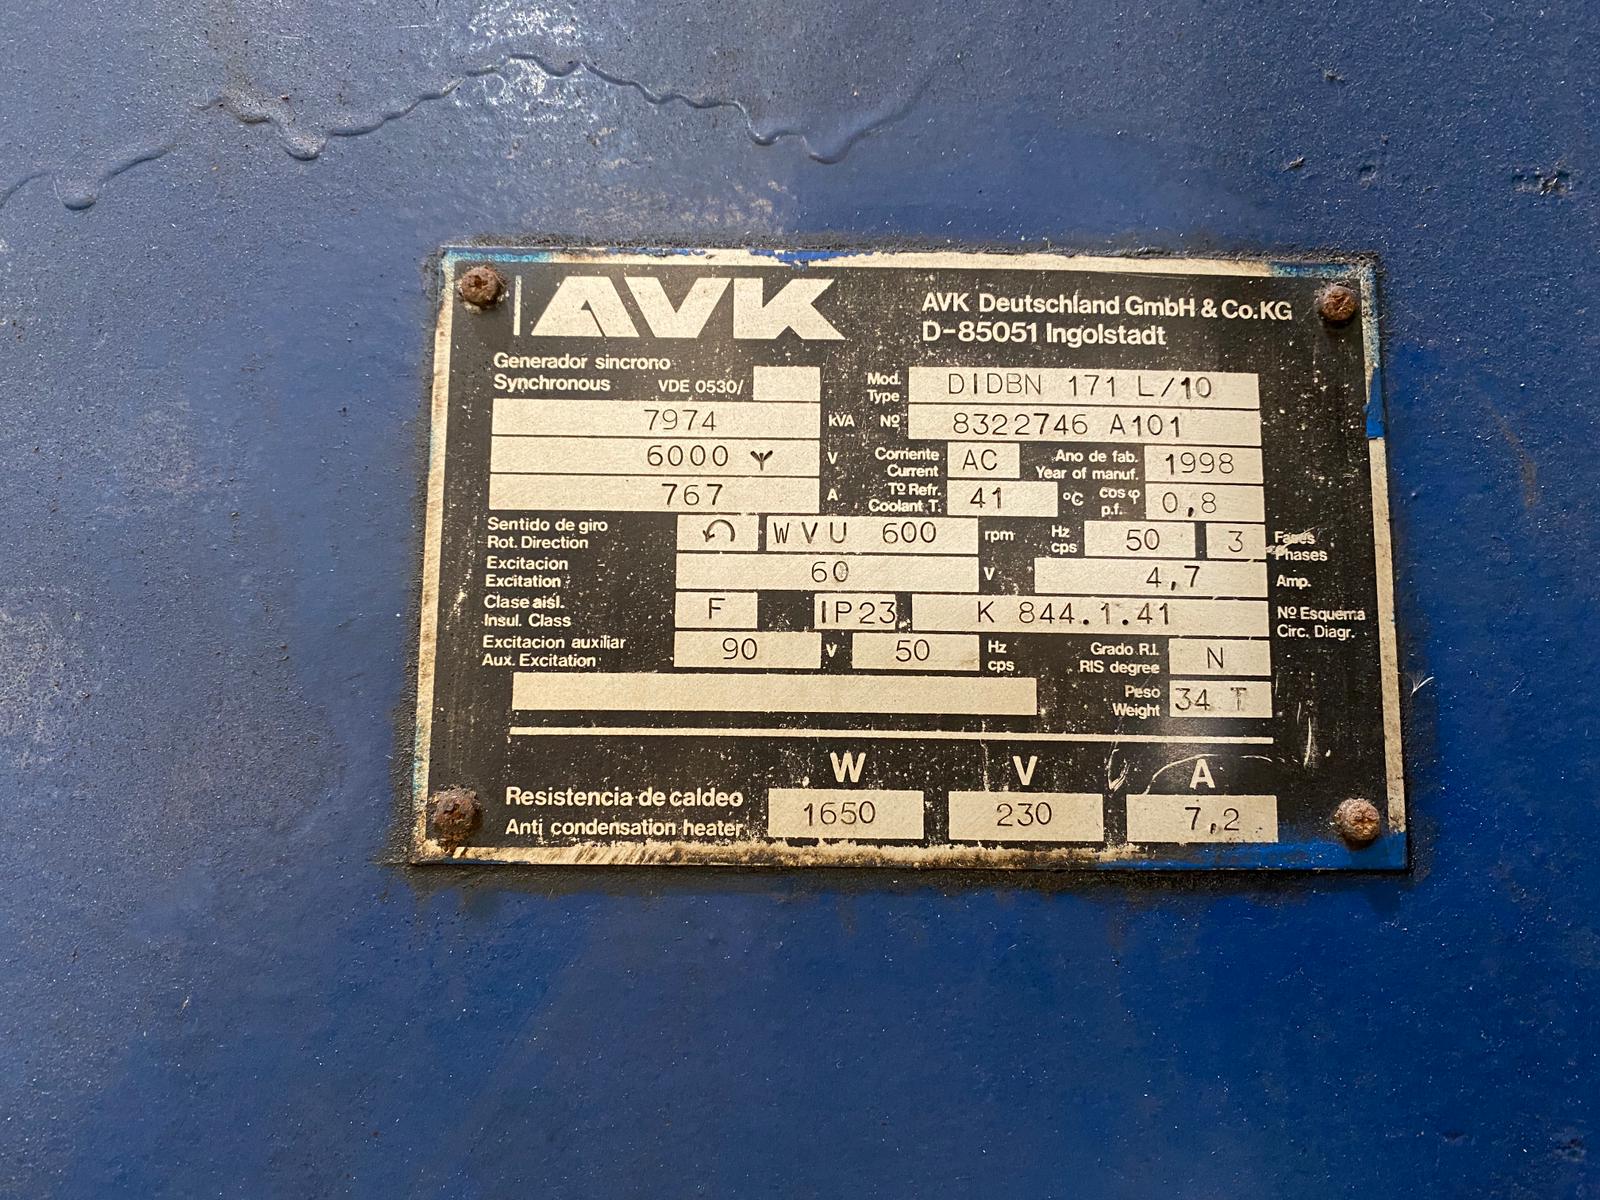 AVK
AVK Deutschland GmbH & Co.KG
D-85051 Ingolstadt
Generador sincrono
Synchronous VDE 0530/
Mod.
Type DIDBN 171 L/10
7974 kVA
Nº 8322746 A101
6000 V
Corriente
Current AC
Ano de fab.
Year of manuf. 1998
767 A
Tº Refr.
Coolant T. 41 ºC
cos φ
p.f. 0,8
Sentido de giro
Rot. Direction WVU 600 rpm
Hz
cps 50 3 Fases
Phases
Excitacion
Excitation 60 V 4,7 Amp.
Clase aisl.
Insul. Class F IP23 K 844.1.41 Nº Esquema
Circ. Diagr.
Excitacion auxiliar
Aux. Excitation 90 V 50 Hz
cps
Grado R.I.
RIS degree N
Peso
Weight 34 T
W V A
Resistencia de caldeo
Anti condensation heater 1650 230 7,2